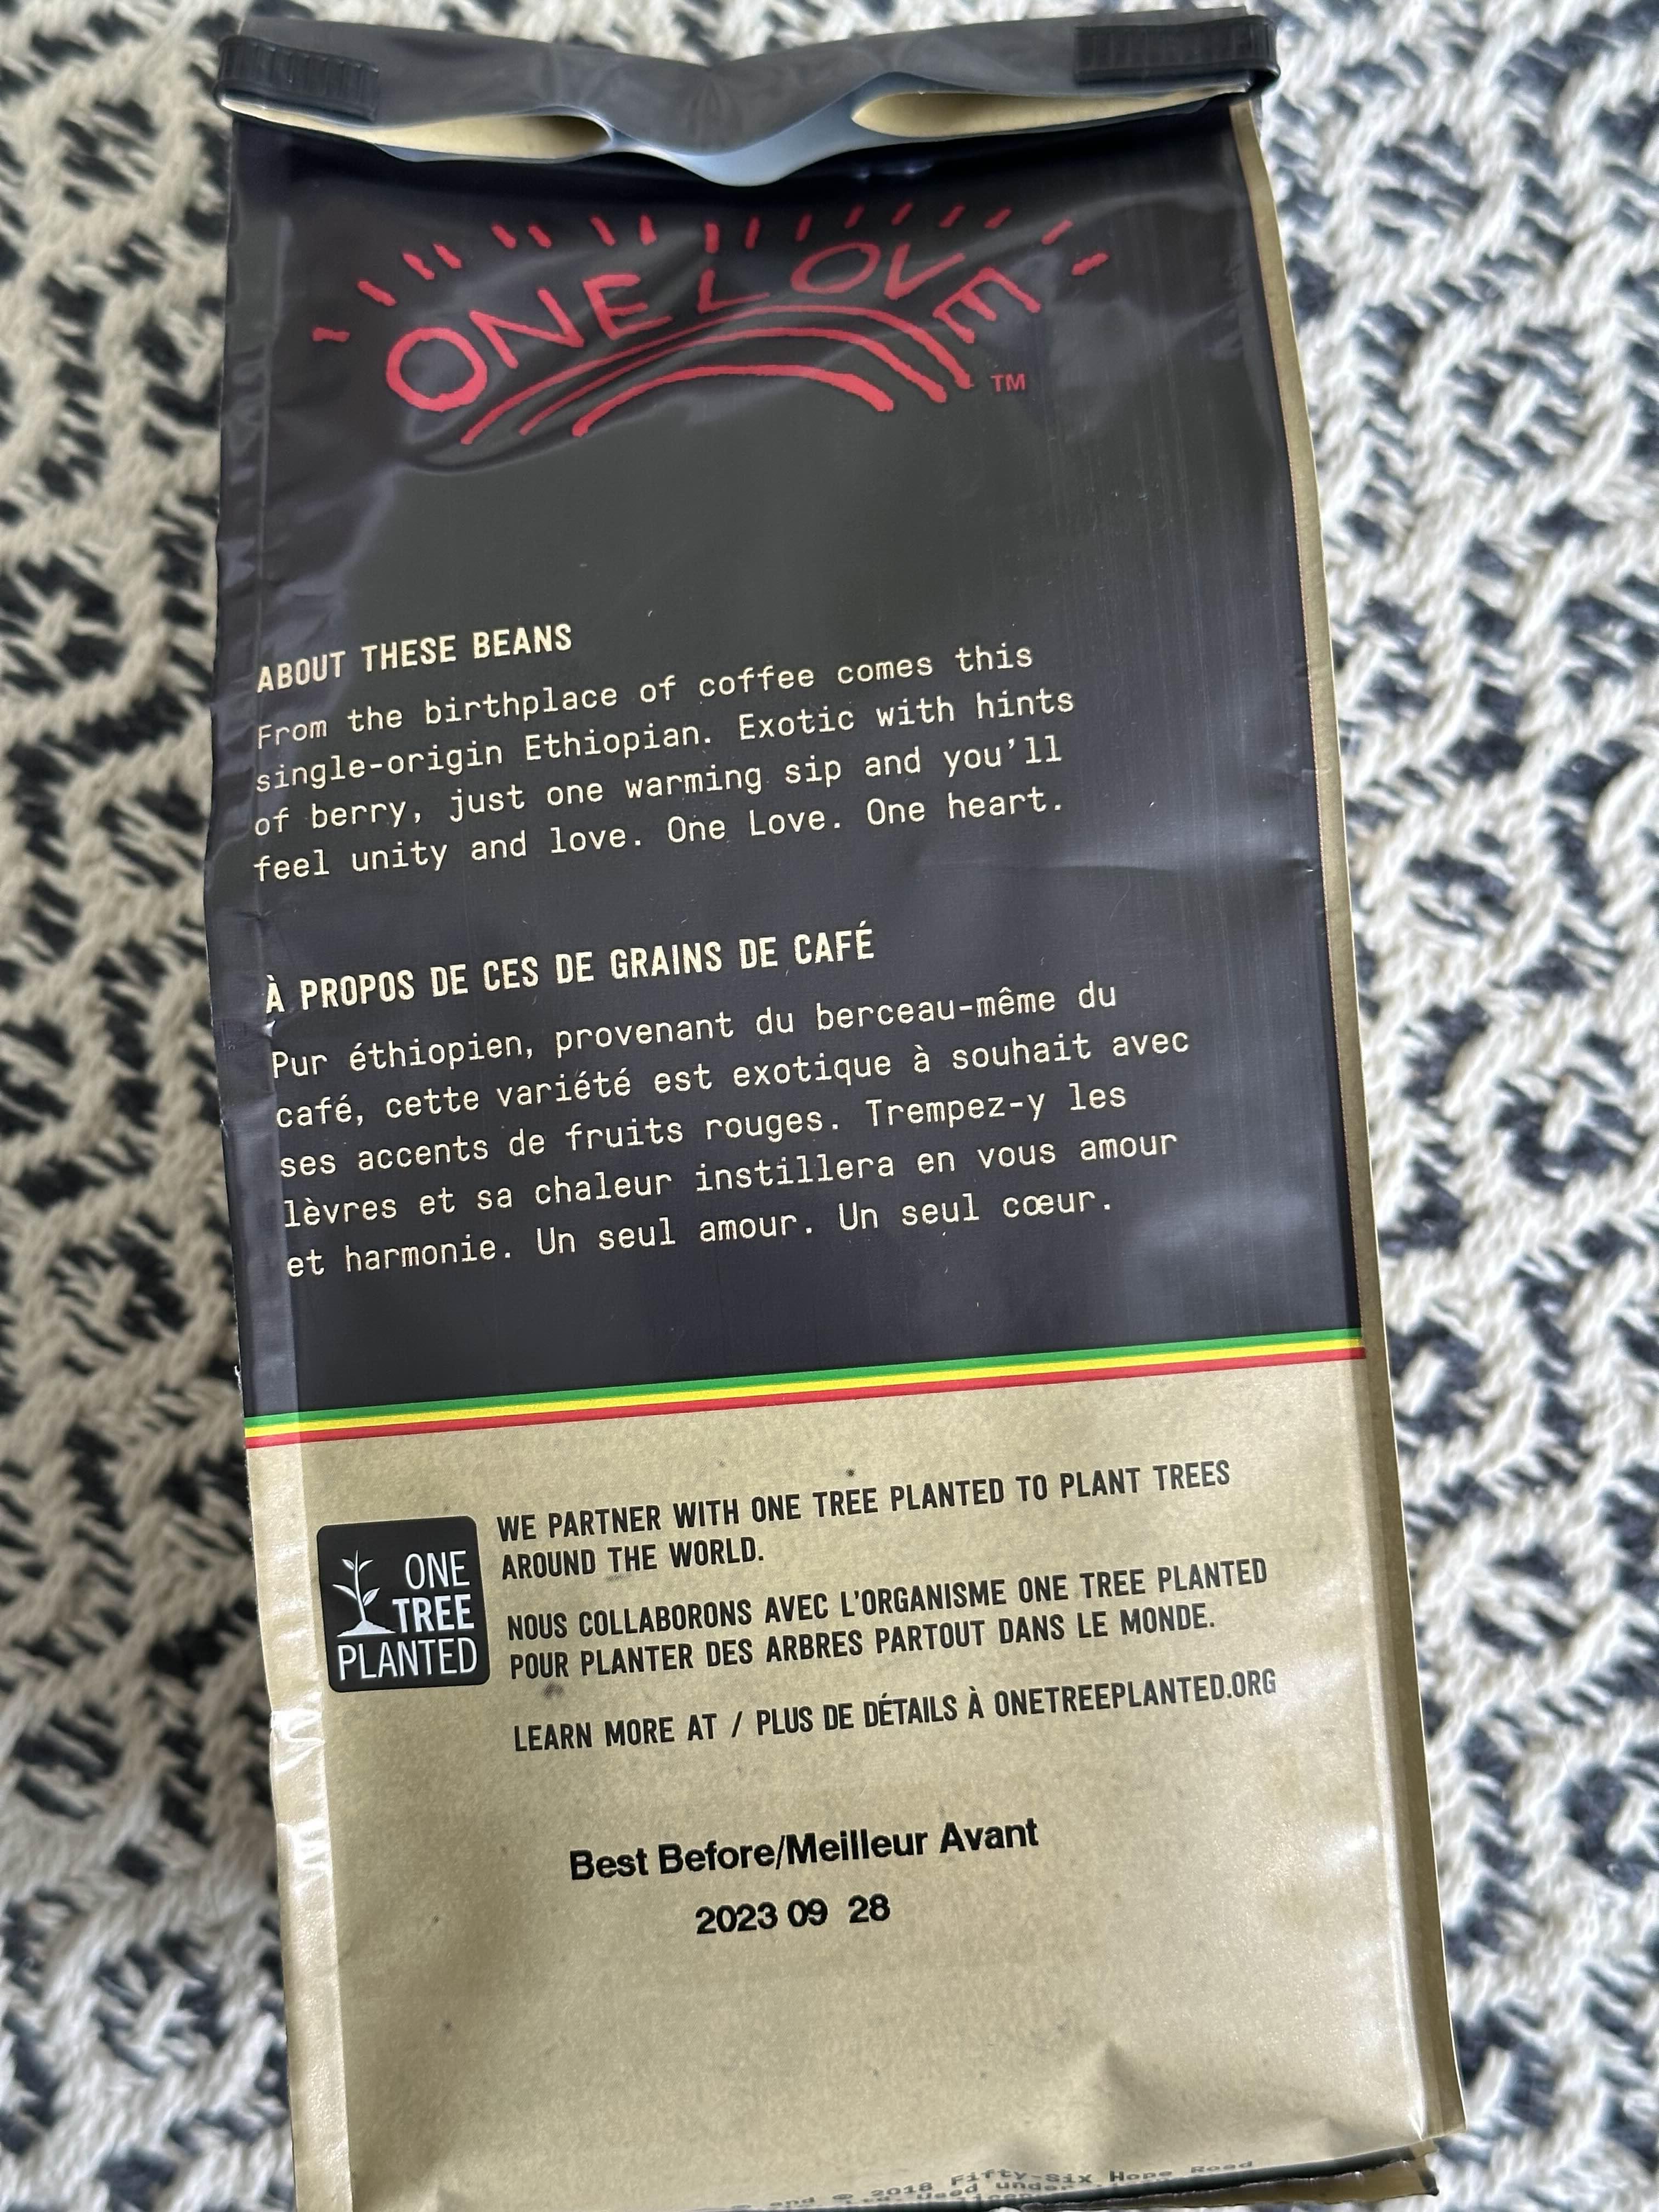 ONE LOVE TM
ABOUT THESE BEANS
From the birthplace of coffee comes this
single-origin Ethiopian. Exotic with hints
of berry, just one warming sip and you'll
feel unity and love. One Love. One heart.
À PROPOS DE CES DE GRAINS DE CAFÉ
Pur éthiopien, provenant du berceau-même du
café, cette variété est exotique à souhait avec
ses accents de fruits rouges. Trempez-y les
lèvres et sa chaleur instillera en vous amour
et harmonie. Un seul amour. Un seul cœur.
ONE
TREE
PLANTED
WE PARTNER WITH ONE TREE PLANTED TO PLANT TREES
AROUND THE WORLD.
NOUS COLLABORONS AVEC L'ORGANISME ONE TREE PLANTED
POUR PLANTER DES ARBRES PARTOUT DANS LE MONDE.
LEARN MORE AT / PLUS DE DÉTAILS À ONETREEPLANTED.ORG
Best Before/Meilleur Avant
2023 09 28
and © 2018 Fifty-Six Hope Road